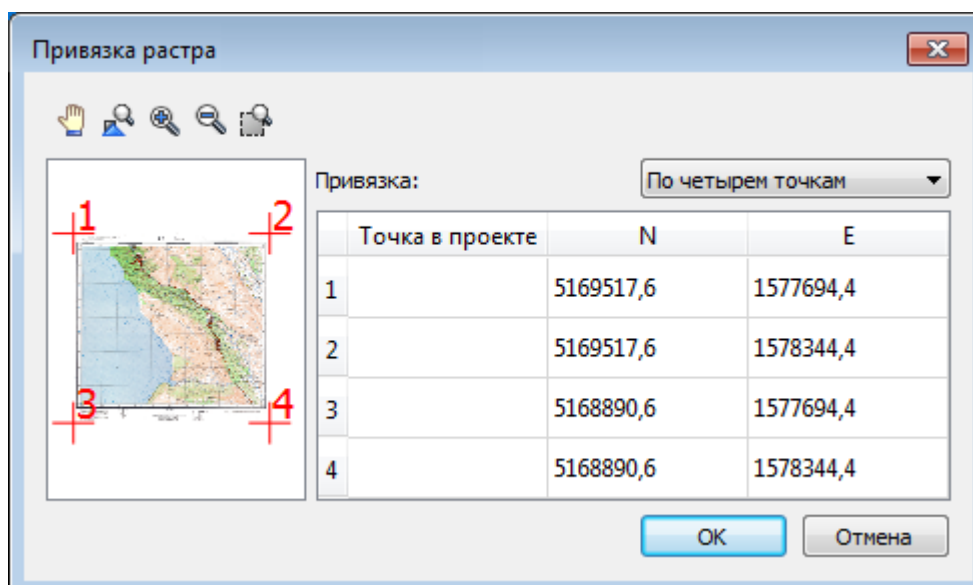 Привязка растра
Привязка: По четырем точкам
1 2
3 4
Точка в проекте N E
1 5169517,6 1577694,4
2 5169517,6 1578344,4
3 5168890,6 1577694,4
4 5168890,6 1578344,4
OK Отмена